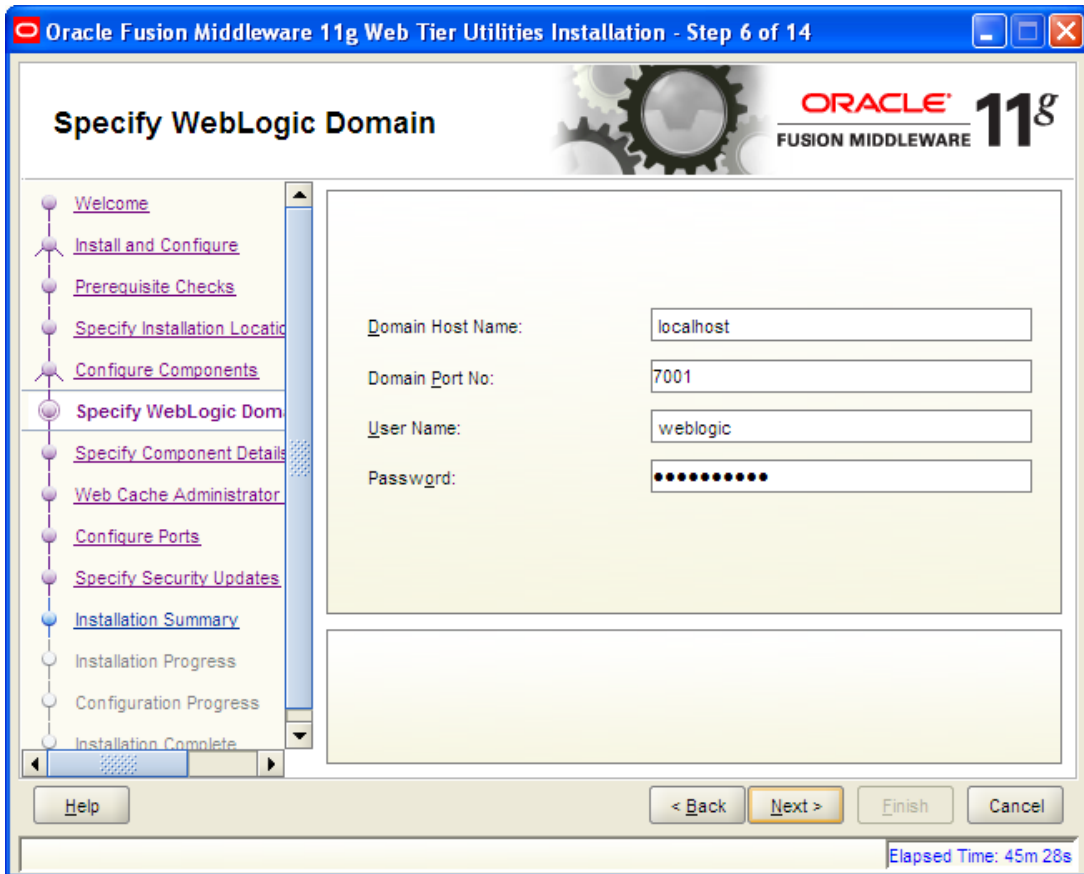 Oracle Fusion Middleware 11g Web Tier Utilities Installation - Step 6 of 14
Specify WebLogic Domain
ORACLE
FUSION MIDDLEWARE
11g
Welcome
Install and Configure
Prerequisite Checks
Specify Installation Locatio
Configure Components
Specify WebLogic Doma
Specify Component Details
Web Cache Administrator
Configure Ports
Specify Security Updates
Installation Summary
Installation Progress
Configuration Progress
Installation Complete
Domain Host Name: localhost
Domain Port No: 7001
User Name: weblogic
Password: ●●●●●●●●●●
Help
< Back
Next >
Finish
Cancel
Elapsed Time: 45m 28s